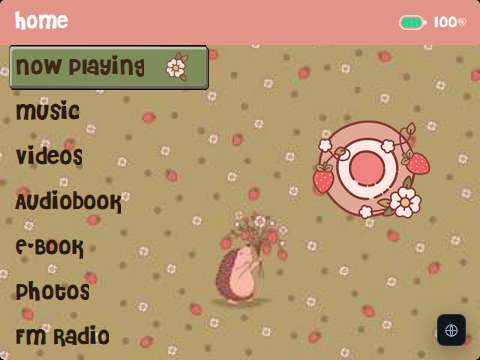 home
100%
now playing
music
videos
Audiobook
e-Book
Photos
Fm Radio